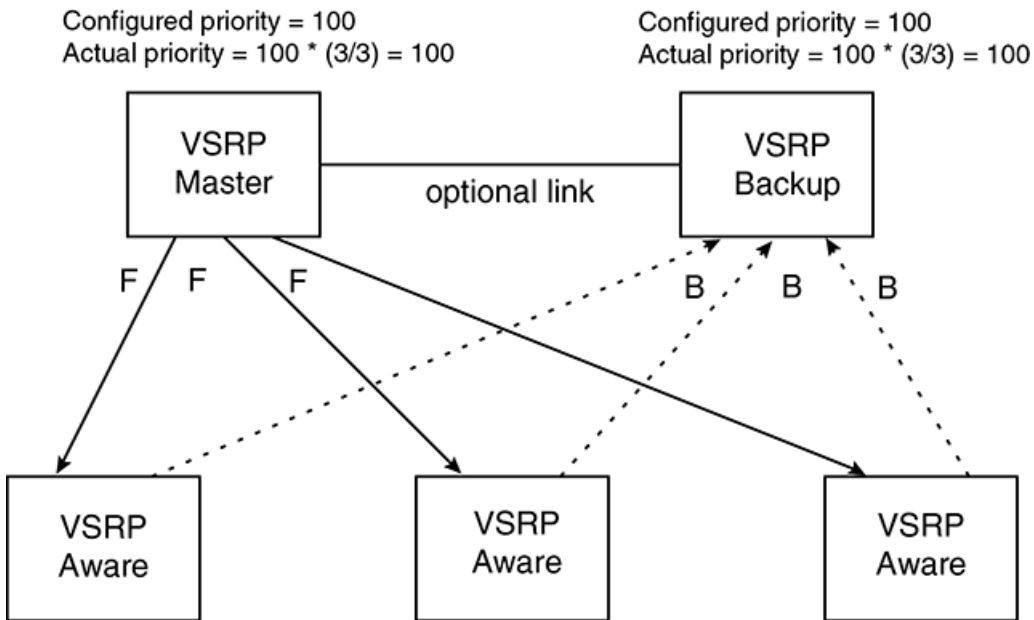 Configured priority = 100
Actual priority = 100 * (3/3) = 100
Configured priority = 100
Actual priority = 100 * (3/3) = 100
VSRP
Master
optional link
VSRP
Backup
F
F
F
B
B
B
VSRP
Aware
VSRP
Aware
VSRP
Aware